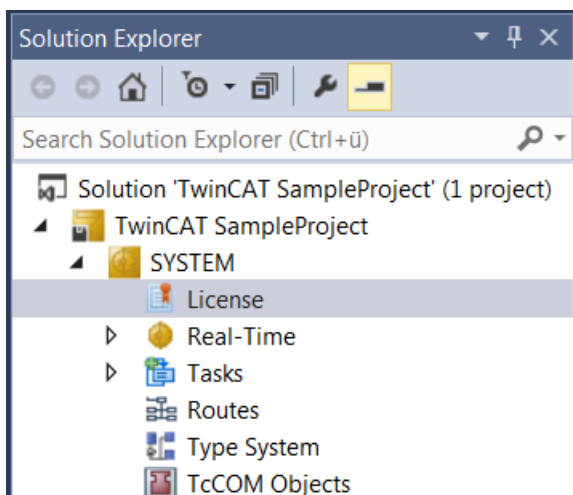 Solution Explorer
Search Solution Explorer (Ctrl+ü)
Solution 'TwinCAT SampleProject' (1 project)
TwinCAT SampleProject
SYSTEM
License
Real-Time
Tasks
Routes
Type System
TcCOM Objects